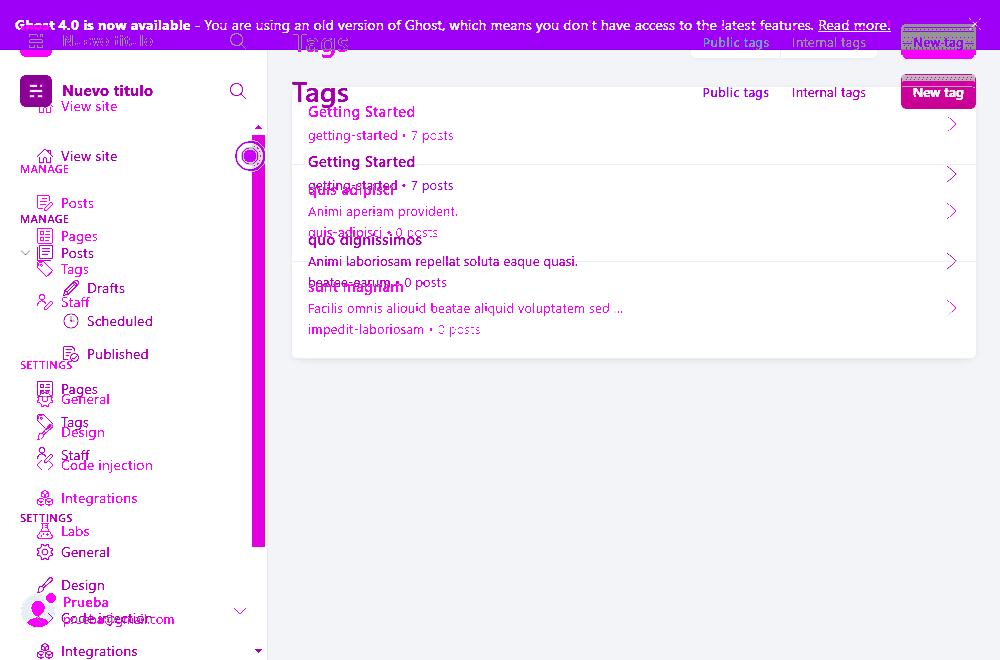 Ghost 4.0 is now available - You are using an old version of Ghost, which means you don't have access to the latest features. Read more!
Nuevo titulo
Tags
Public tags
Internal tags
New tag
Nuevo titulo
Tags
Public tags
Internal tags
New tag
View site
View site
MANAGE
Posts
MANAGE
Pages
Posts
Tags
Drafts
Staff
Scheduled
Published
SETTINGS
Pages
General
Tags
Design
Staff
Code injection
Integrations
SETTINGS
Labs
General
Design
Prueba
Code injection
prueba@gmail.com
Integrations
Getting Started
getting-started • 7 posts
Getting Started
getting-started • 7 posts
quis adipisci
Animi aperiam provident.
quis-adipisci • 0 posts
quo dignissimos
Animi laboriosam repellat soluta eaque quasi.
beatae-earum • 0 posts
sunt magnam
Facilis omnis aliquid beatae aliquid voluptatem sed ...
impedit-laboriosam • 0 posts